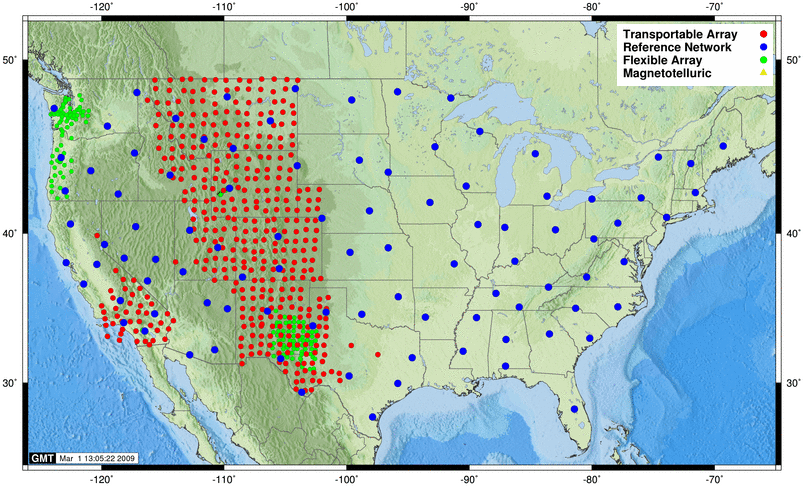 -120° -110° -100° -90° -80° -70°
Transportable Array
Reference Network
Flexible Array
Magnetotelluric
50° 50°
40° 40°
30° 30°
GMT Mar 1 13:05:22 2009
-120° -110° -100° -90° -80° -70°